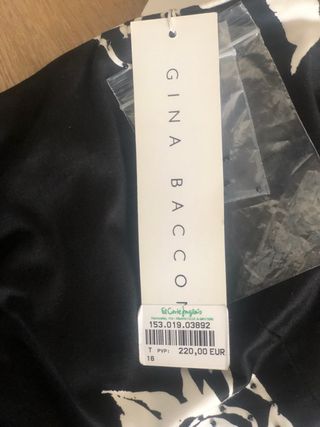 GINA BACCO
El Corte Inglés
153.019.03892
T PVP: 220,00 EUR
16